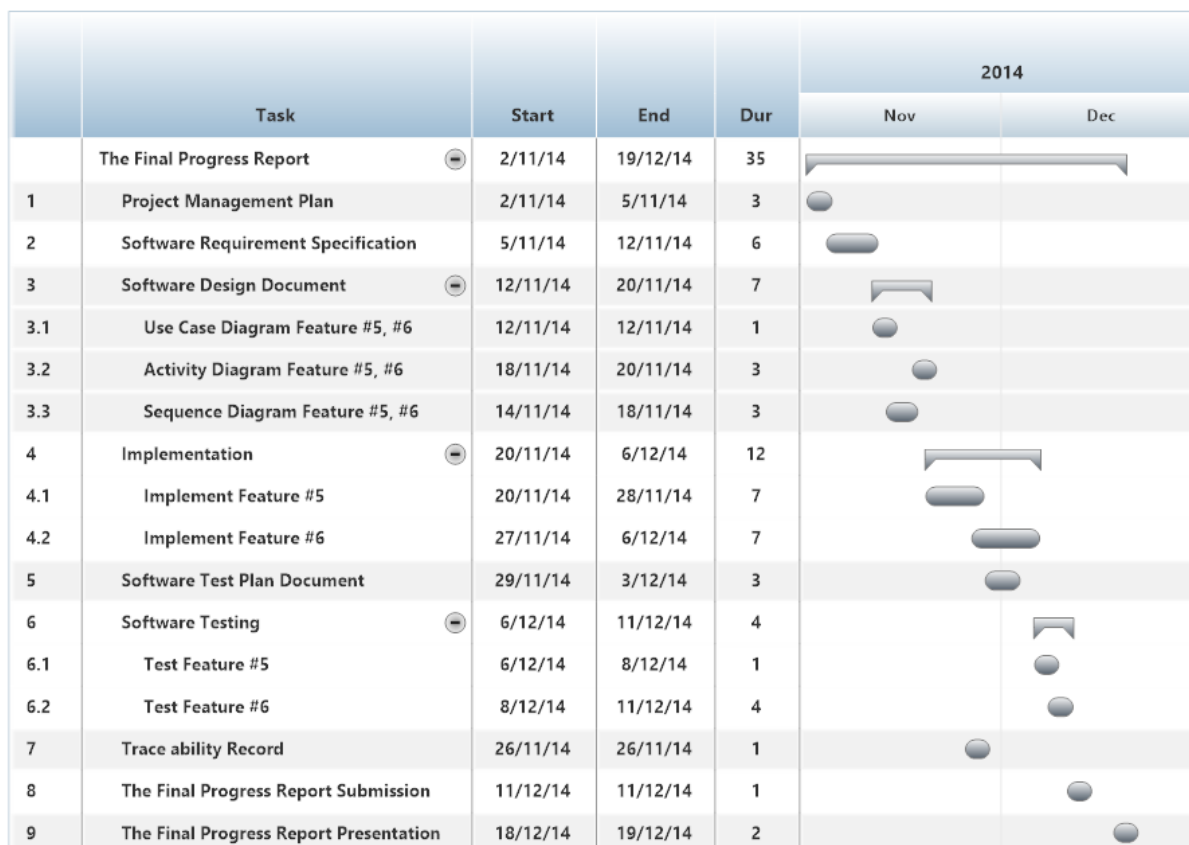 2014
Task Start End Dur Nov Dec
The Final Progress Report 2/11/14 19/12/14 35
1 Project Management Plan 2/11/14 5/11/14 3
2 Software Requirement Specification 5/11/14 12/11/14 6
3 Software Design Document 12/11/14 20/11/14 7
3.1 Use Case Diagram Feature #5, #6 12/11/14 12/11/14 1
3.2 Activity Diagram Feature #5, #6 18/11/14 20/11/14 3
3.3 Sequence Diagram Feature #5, #6 14/11/14 18/11/14 3
4 Implementation 20/11/14 6/12/14 12
4.1 Implement Feature #5 20/11/14 28/11/14 7
4.2 Implement Feature #6 27/11/14 6/12/14 7
5 Software Test Plan Document 29/11/14 3/12/14 3
6 Software Testing 6/12/14 11/12/14 4
6.1 Test Feature #5 6/12/14 8/12/14 1
6.2 Test Feature #6 8/12/14 11/12/14 4
7 Trace ability Record 26/11/14 26/11/14 1
8 The Final Progress Report Submission 11/12/14 11/12/14 1
9 The Final Progress Report Presentation 18/12/14 19/12/14 2